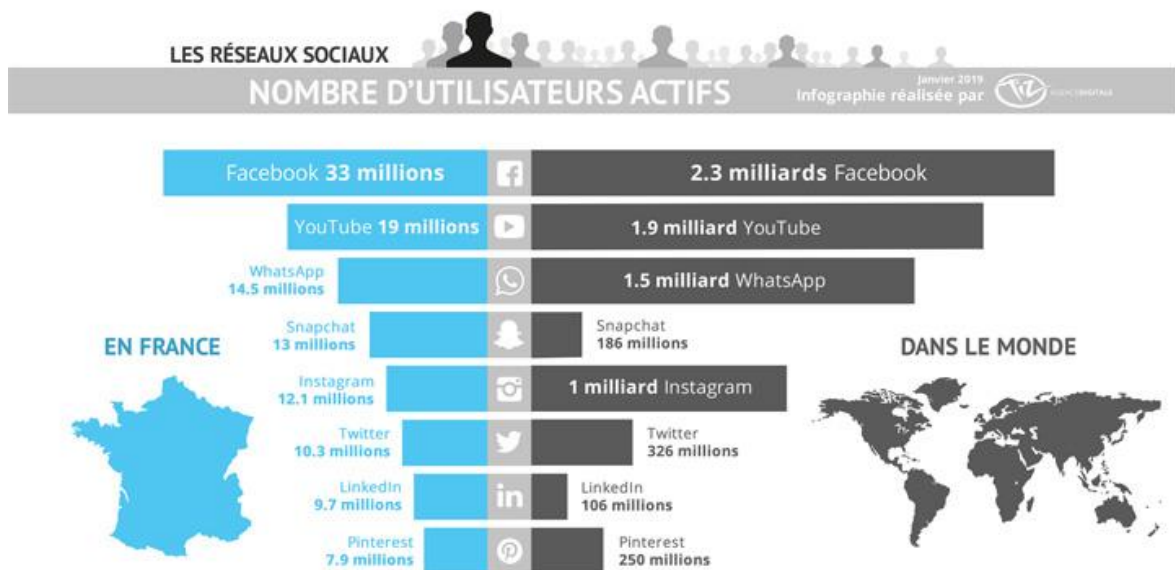 LES RÉSEAUX SOCIAUX
NOMBRE D'UTILISATEURS ACTIFS
Janvier 2019
Infographie réalisée par
TIZ AGENCEDIGITALE
Facebook 33 millions
2.3 milliards Facebook
YouTube 19 millions
1.9 milliard YouTube
WhatsApp
14.5 millions
1.5 milliard WhatsApp
Snapchat
13 millions
Snapchat
186 millions
EN FRANCE
DANS LE MONDE
Instagram
12.1 millions
1 milliard Instagram
Twitter
10.3 millions
Twitter
326 millions
LinkedIn
9.7 millions
in
LinkedIn
106 millions
Pinterest
7.9 millions
Pinterest
250 millions